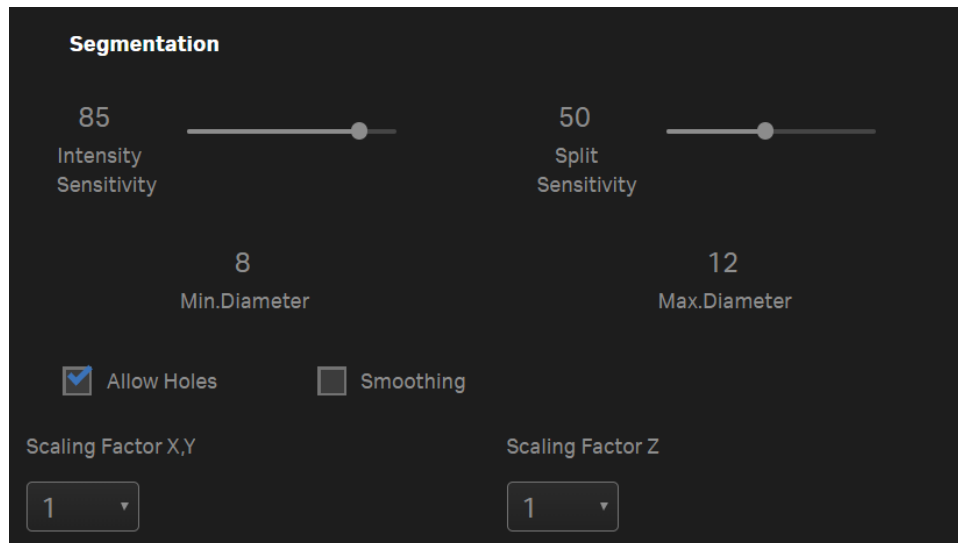 Segmentation
85
Intensity
Sensitivity
50
Split
Sensitivity
8
Min.Diameter
12
Max.Diameter
Allow Holes
Smoothing
Scaling Factor X,Y
Scaling Factor Z
1
1